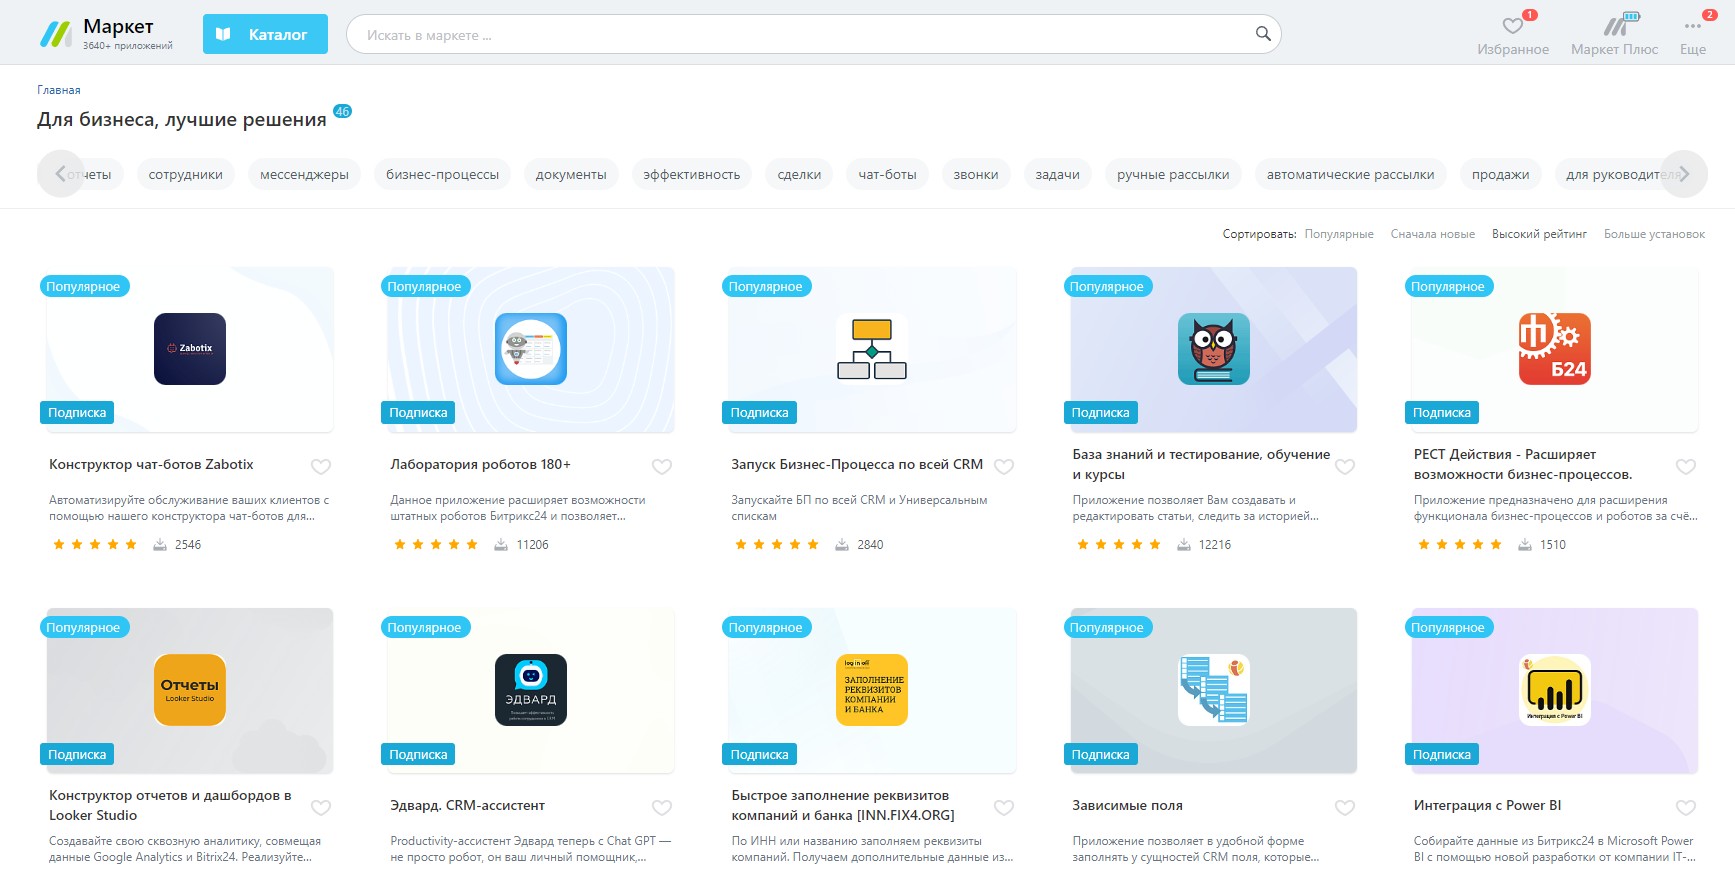 Маркет
3640+ приложений
Каталог
Искать в маркете ...
1
Избранное
Маркет Плюс
2
Еще
Главная
Для бизнеса, лучшие решения 46
отчеты
сотрудники
мессенджеры
бизнес-процессы
документы
эффективность
сделки
чат-боты
звонки
задачи
ручные рассылки
автоматические рассылки
продажи
для руководителя
Сортировать: Популярные Сначала новые Высокий рейтинг Больше установок
Популярное
Zabotix
Подписка
Конструктор чат-ботов Zabotix
Автоматизируйте обслуживание ваших клиентов с
помощью нашего конструктора чат-ботов для...
2546
Популярное
Подписка
Лаборатория роботов 180+
Данное приложение расширяет возможности
штатных роботов Битрикс24 и позволяет...
11206
Популярное
Подписка
Запуск Бизнес-Процесса по всей CRM
Запускайте БП по всей CRM и Универсальным
спискам
2840
Популярное
Подписка
База знаний и тестирование, обучение
и курсы
Приложение позволяет Вам создавать и
редактировать статьи, следить за историей...
12216
Популярное
Б24
Подписка
РЕСТ Действия - Расширяет
возможности бизнес-процессов.
Приложение предназначено для расширения
функционала бизнес-процессов и роботов за счё...
1510
Популярное
Отчеты
Looker Studio
Подписка
Конструктор отчетов и дашбордов в
Looker Studio
Создавайте свою сквозную аналитику, совмещая
данные Google Analytics и Bitrix24. Реализуйте...
Популярное
ЭДВАРД
Подписка
Эдвард. CRM-ассистент
Productivity-ассистент Эдвард теперь с Chat GPT —
не просто робот, он ваш личный помощник,...
Популярное
log in off
ЗАПОЛНЕНИЕ
РЕКВИЗИТОВ
КОМПАНИИ
И БАНКА
Подписка
Быстрое заполнение реквизитов
компаний и банка [INN.FIX4.ORG]
По ИНН или названию заполняем реквизиты
компаний. Получаем дополнительные данные из...
Популярное
Подписка
Зависимые поля
Приложение позволяет в удобной форме
заполнять у сущностей CRM поля, которые...
Популярное
Интеграция с Power BI
Подписка
Интеграция с Power BI
Собирайте данные из Битрикс24 в Microsoft Power
BI с помощью новой разработки от компании IT-...